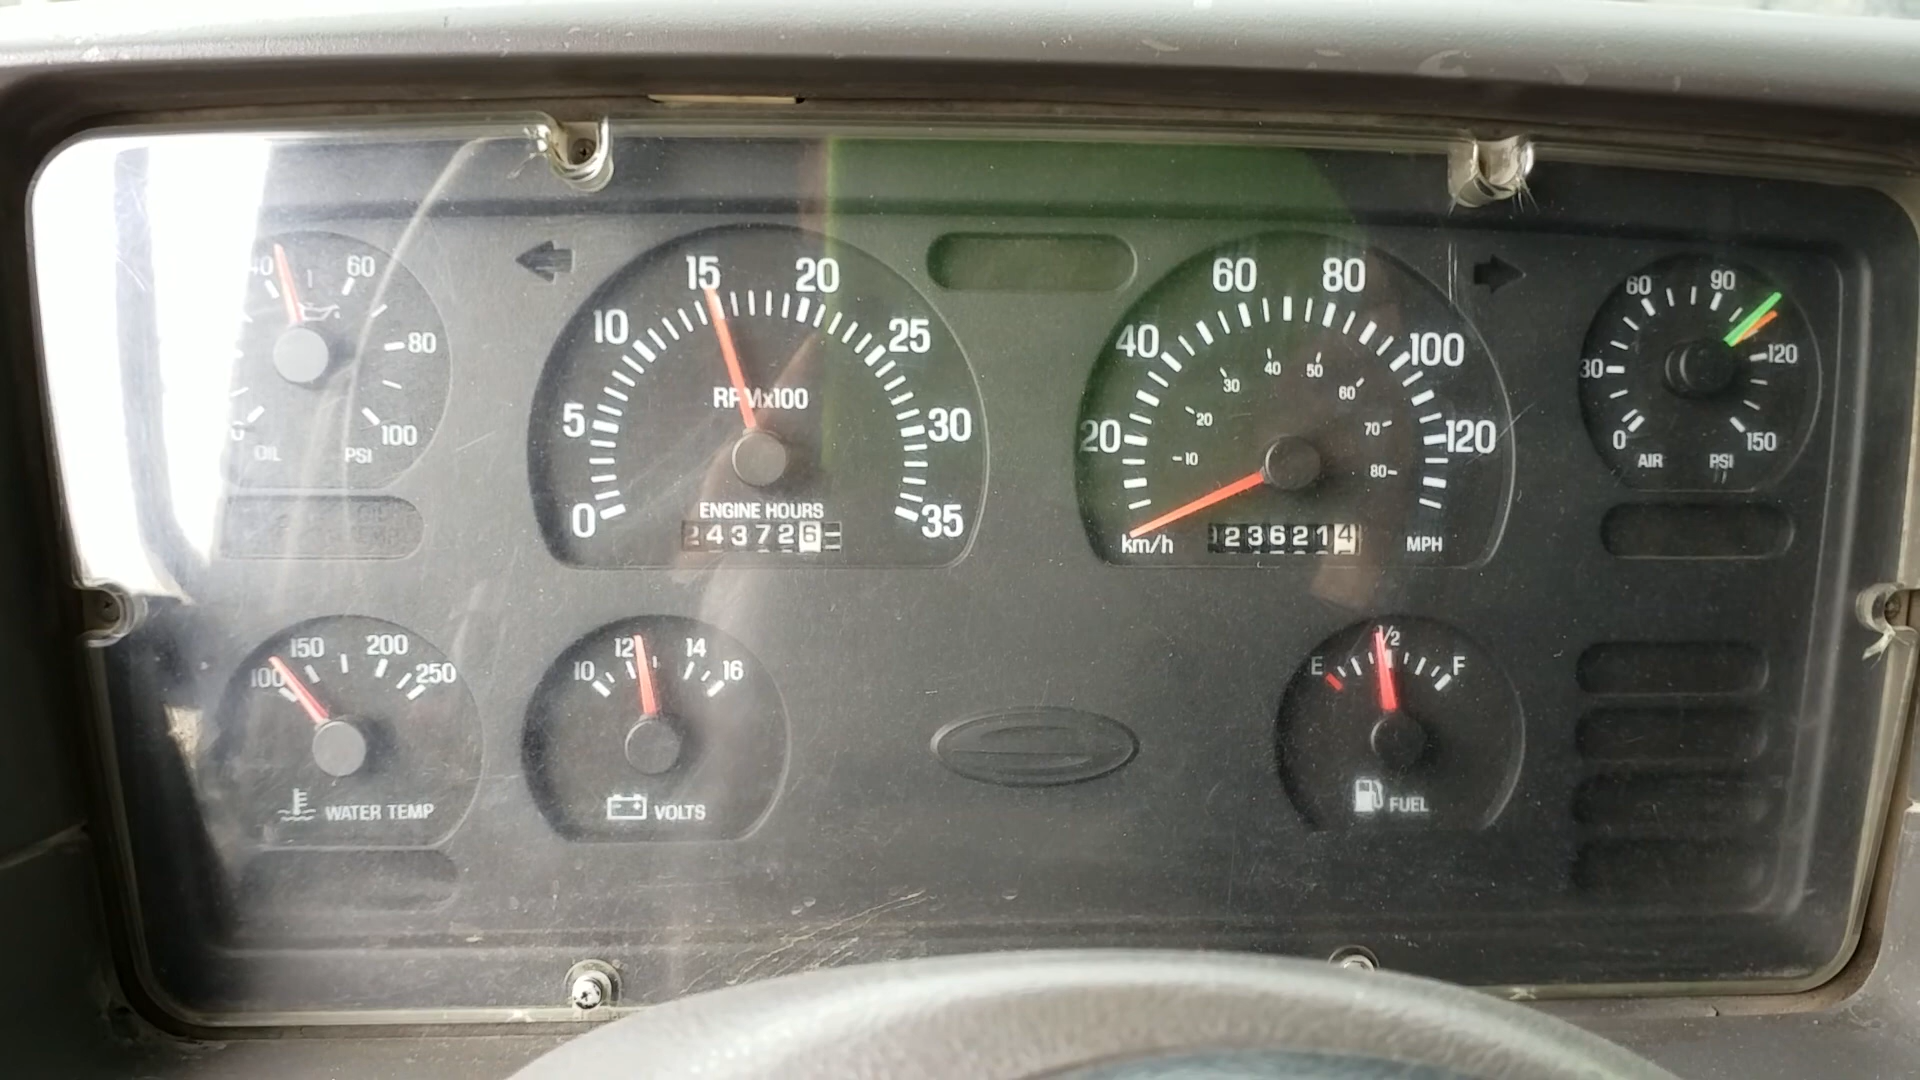 40 60
80
100
OIL PSI
0 5 10 15 20 25 30 35
RPMx100
ENGINE HOURS
243726
20 40 60 80 100 120
10 20 30 40 50 60 70 80
km/h
1236214
MPH
0 30 60 90 120 150
AIR PSI
100 150 200 250
WATER TEMP
10 12 14 16
VOLTS
E 1/2 F
FUEL